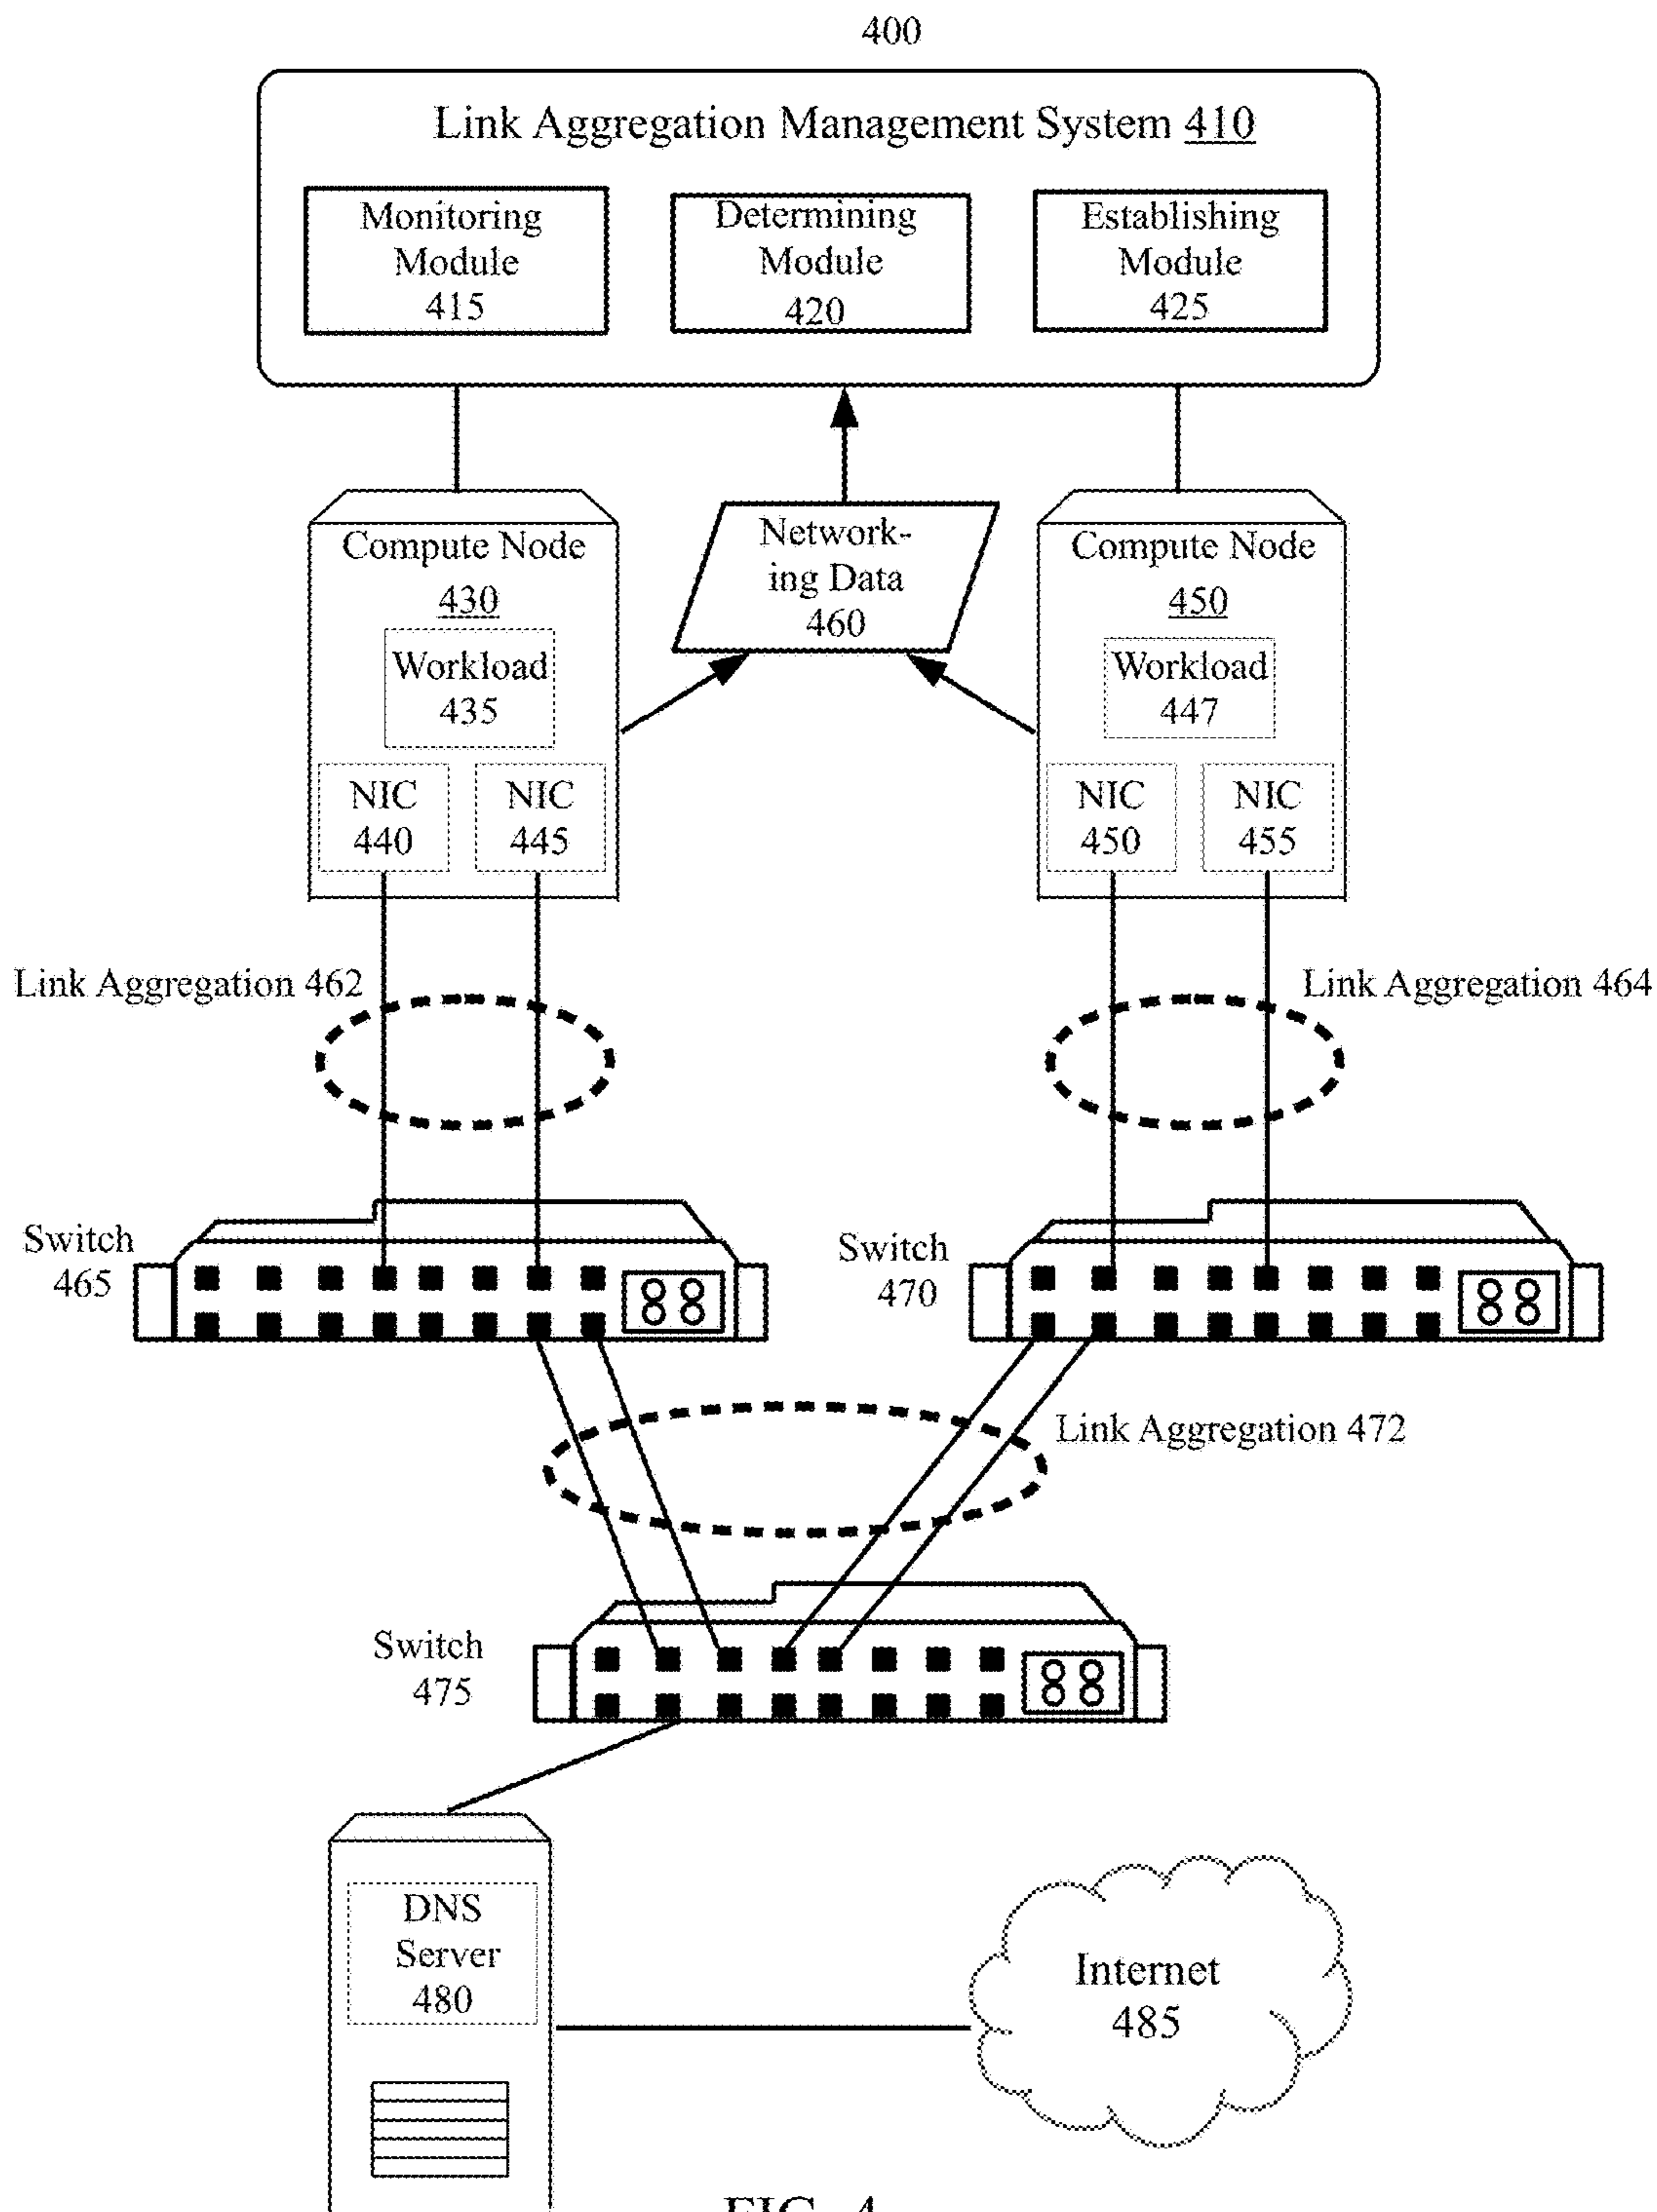 400
Link Aggregation Management System 410
Monitoring
Module
415
Determining
Module
420
Establishing
Module
425
Compute Node
430
Workload
435
NIC
440
NIC
445
Network-
ing Data
460
Compute Node
450
Workload
447
NIC
450
NIC
455
Link Aggregation 462
Link Aggregation 464
Switch
465
Switch
470
Link Aggregation 472
Switch
475
DNS
Server
480
Internet
485
FIG. 4